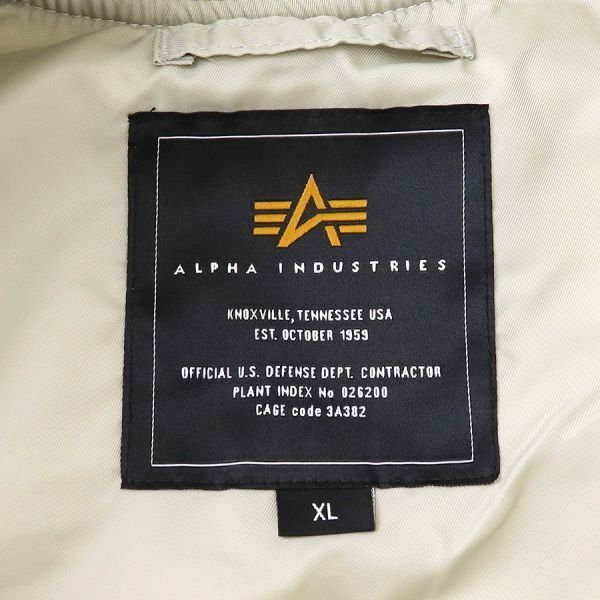 ALPHA INDUSTRIES
KNOXVILLE, TENNESSEE USA
EST. OCTOBER 1959
OFFICIAL U.S. DEFENSE DEPT. CONTRACTOR
PLANT INDEX No 026200
CAGE code 3A382
XL